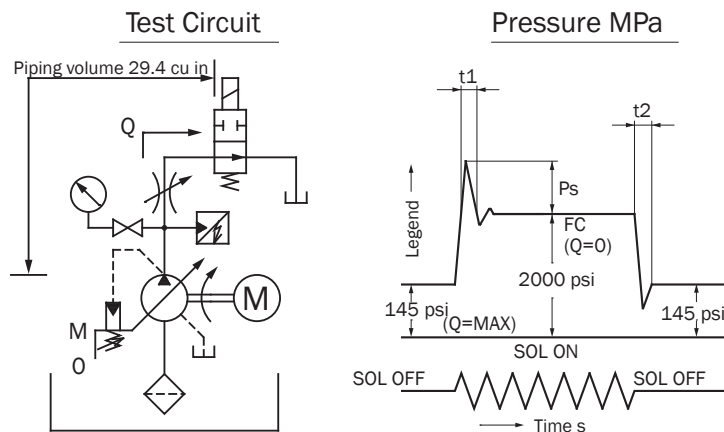 Test Circuit
Piping volume 29.4 cu in
Q
M
M
O
Pressure MPa
t1
t2
Legend
Ps
FC
(Q=0)
2000 psi
145 psi
(Q=MAX)
145 psi
SOL ON
SOL OFF
SOL OFF
Time s